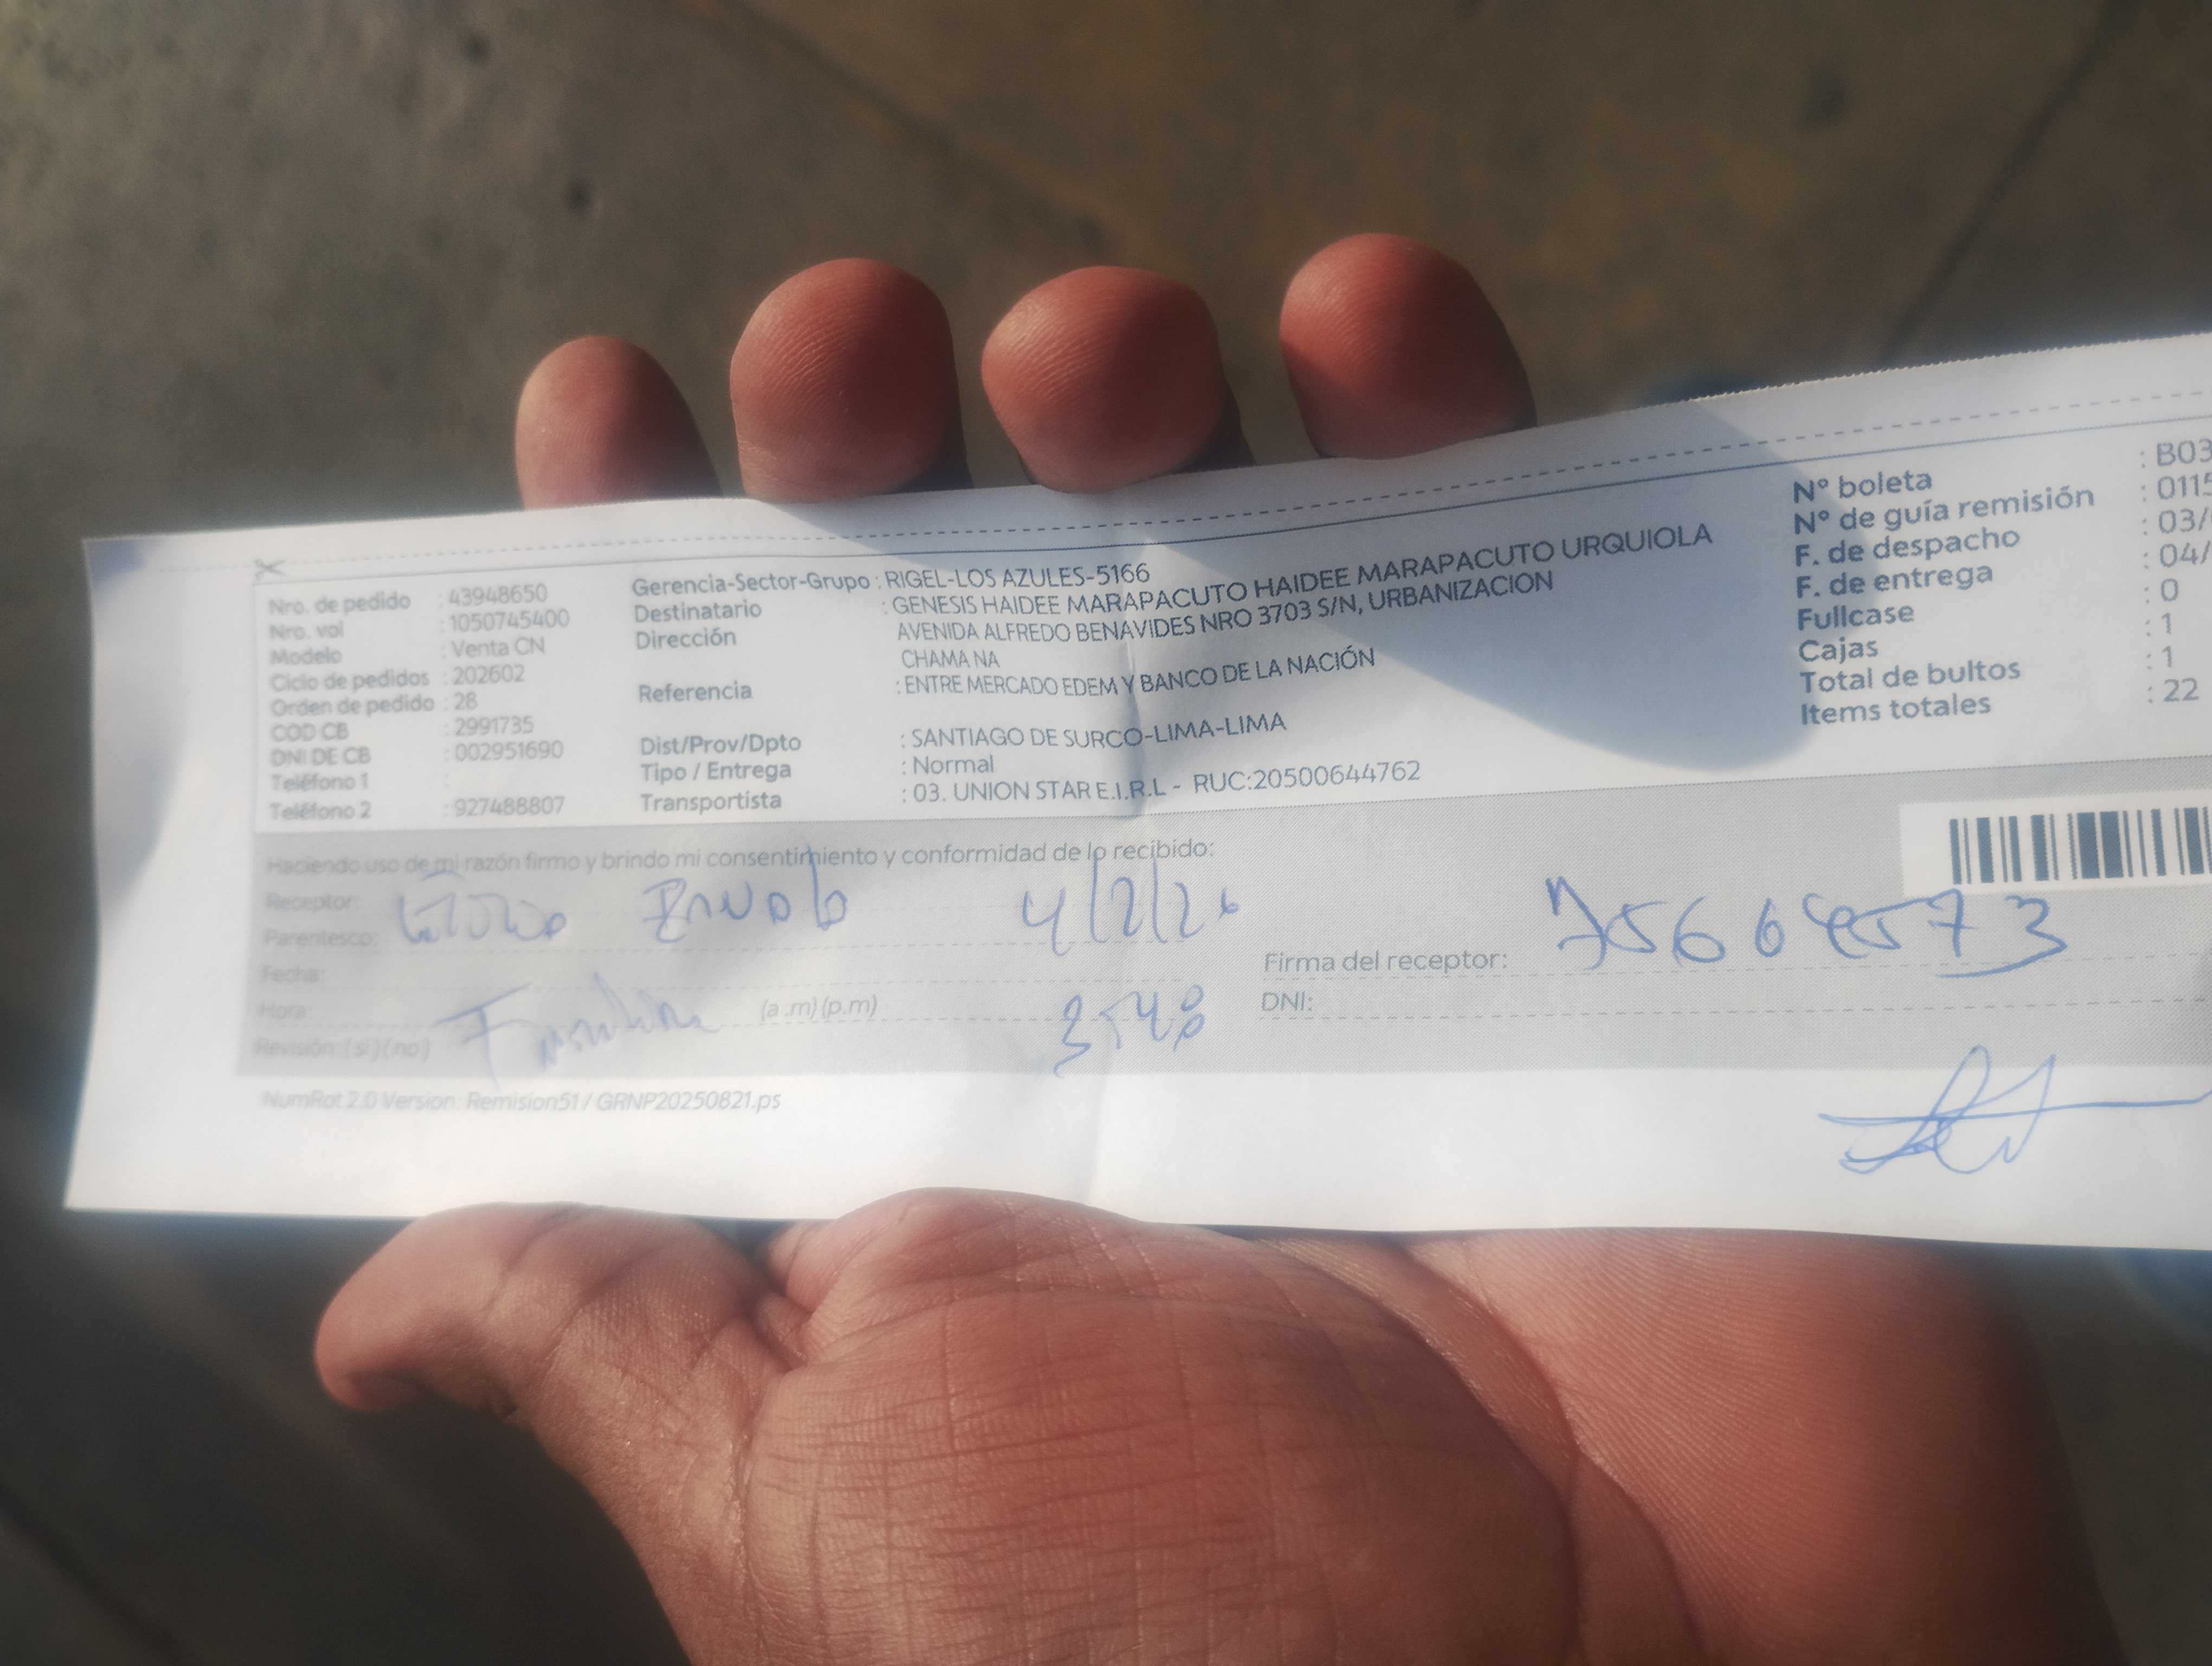 Nro. de pedido : 43948650
Nro. vol : 1050745400
Modelo : Venta CN
Ciclo de pedidos : 202602
Orden de pedido : 28
COD CB : 2991735
DNI DE CB : 002951690
Teléfono 1 :
Teléfono 2 : 927488807
Gerencia-Sector-Grupo : RIGEL-LOS AZULES-5166
Destinatario : GENESIS HAIDEE MARAPACUTO HAIDEE MARAPACUTO URQUIOLA
Dirección AVENIDA ALFREDO BENAVIDES NRO 3703 S/N, URBANIZACION
CHAMA NA
Referencia : ENTRE MERCADO EDEM Y BANCO DE LA NACIÓN
Dist/Prov/Dpto : SANTIAGO DE SURCO-LIMA-LIMA
Tipo / Entrega : Normal
Transportista : 03. UNION STAR E.I.R.L - RUC:20500644762
Nº boleta : B03
Nº de guía remisión : 0115
F. de despacho : 03/
F. de entrega : 04/
Fullcase : 0
Cajas : 1
Total de bultos : 1
Items totales : 22
Haciendo uso de mi razón firmo y brindo mi consentimiento y conformidad de lo recibido:
Receptor:
Parentesco: 4/2/26
Fecha:
Hora: (a.m) (p.m)
Revisión: (si) (no)
Firma del receptor:
DNI:
NumRot 2.0 Version: Remision51 / GRNP20250821.ps